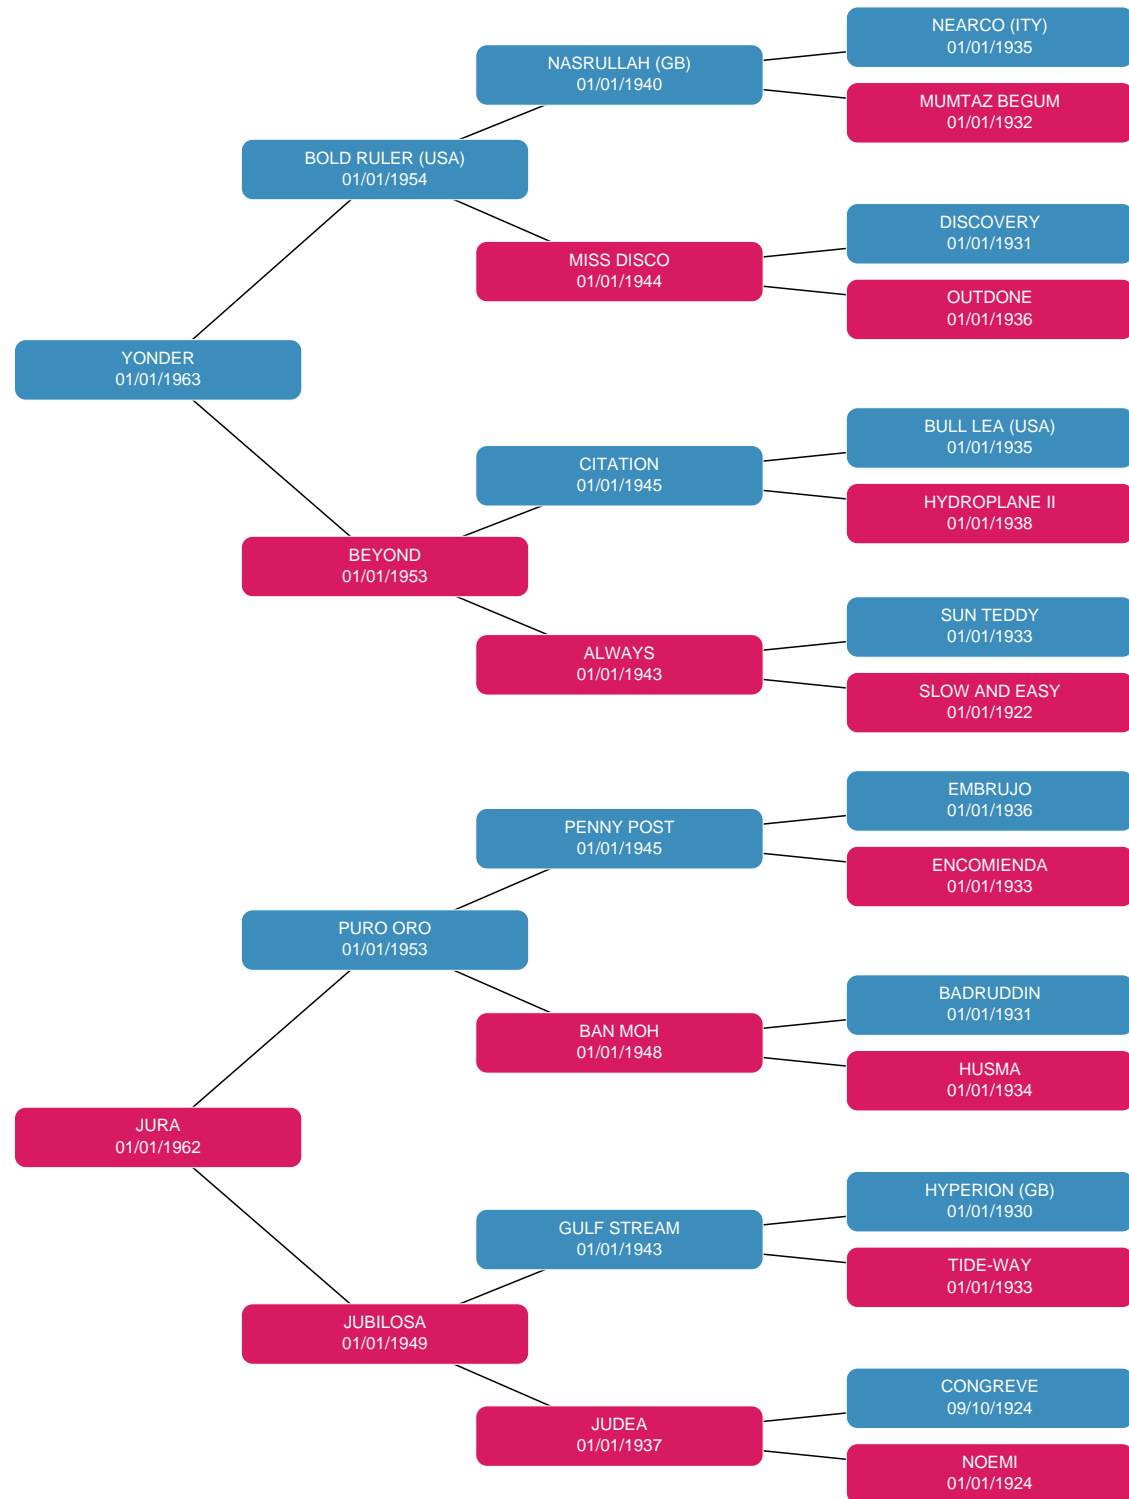 NEARCO (ITY)
01/01/1935
NASRULLAH (GB)
01/01/1940
MUMTAZ BEGUM
01/01/1932
BOLD RULER (USA)
01/01/1954
DISCOVERY
01/01/1931
MISS DISCO
01/01/1944
OUTDONE
01/01/1936
YONDER
01/01/1963
BULL LEA (USA)
01/01/1935
CITATION
01/01/1945
HYDROPLANE II
01/01/1938
BEYOND
01/01/1953
SUN TEDDY
01/01/1933
ALWAYS
01/01/1943
SLOW AND EASY
01/01/1922
EMBRUJO
01/01/1936
PENNY POST
01/01/1945
ENCOMIENDA
01/01/1933
PURO ORO
01/01/1953
BADRUDDIN
01/01/1931
BAN MOH
01/01/1948
HUSMA
01/01/1934
JURA
01/01/1962
HYPERION (GB)
01/01/1930
GULF STREAM
01/01/1943
TIDE-WAY
01/01/1933
JUBILOSA
01/01/1949
CONGREVE
09/10/1924
JUDEA
01/01/1937
NOEMI
01/01/1924